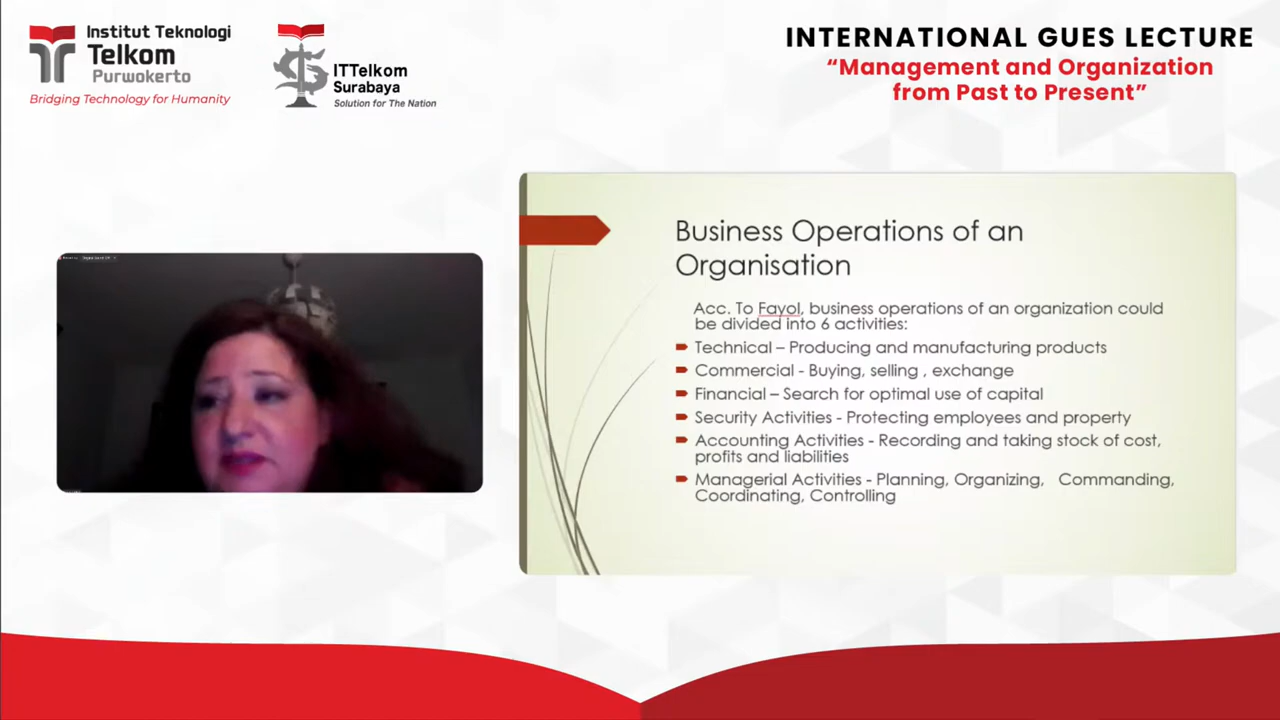 Institut Teknologi
Telkom
Purwokerto
Bridging Technology for Humanity
ITTelkom
Surabaya
Solution for The Nation
INTERNATIONAL GUES LECTURE
“Management and Organization
from Past to Present”
Business Operations of an
Organisation
Acc. To Fayol, business operations of an organization could
be divided into 6 activities:
Technical – Producing and manufacturing products
Commercial - Buying, selling , exchange
Financial – Search for optimal use of capital
Security Activities - Protecting employees and property
Accounting Activities - Recording and taking stock of cost,
profits and liabilities
Managerial Activities - Planning, Organizing, Commanding,
Coordinating, Controlling